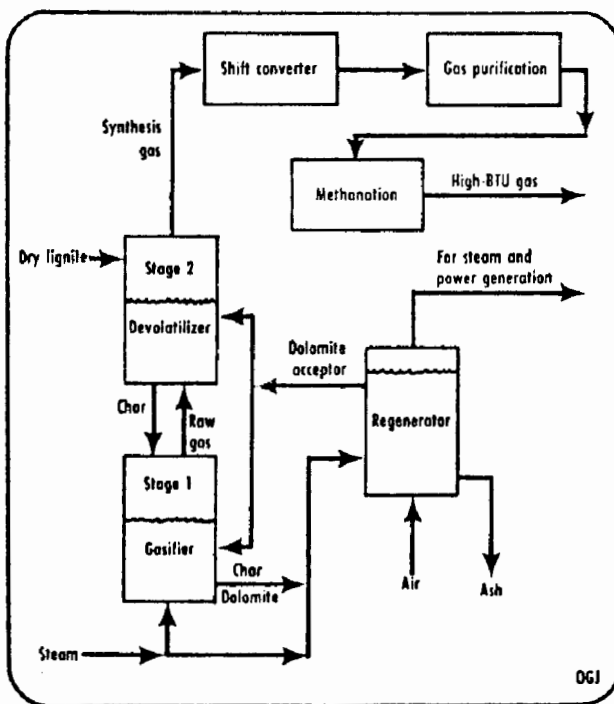 Shift converter
Gas purification
Synthesis
gas
Methanation
High-BTU gas
Dry lignite
Stage 2
Devolatilizer
For steam and
power generation
Dolomite
acceptor
Char
Raw
gas
Regenerator
Stage 1
Gasifier
Char
Dolomite
Air
Ash
Steam
OGJ